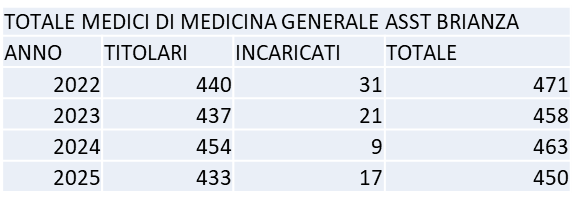 TOTALE MEDICI DI MEDICINA GENERALE ASST BRIANZA
ANNO TITOLARI INCARICATI TOTALE
2022 440 31 471
2023 437 21 458
2024 454 9 463
2025 433 17 450